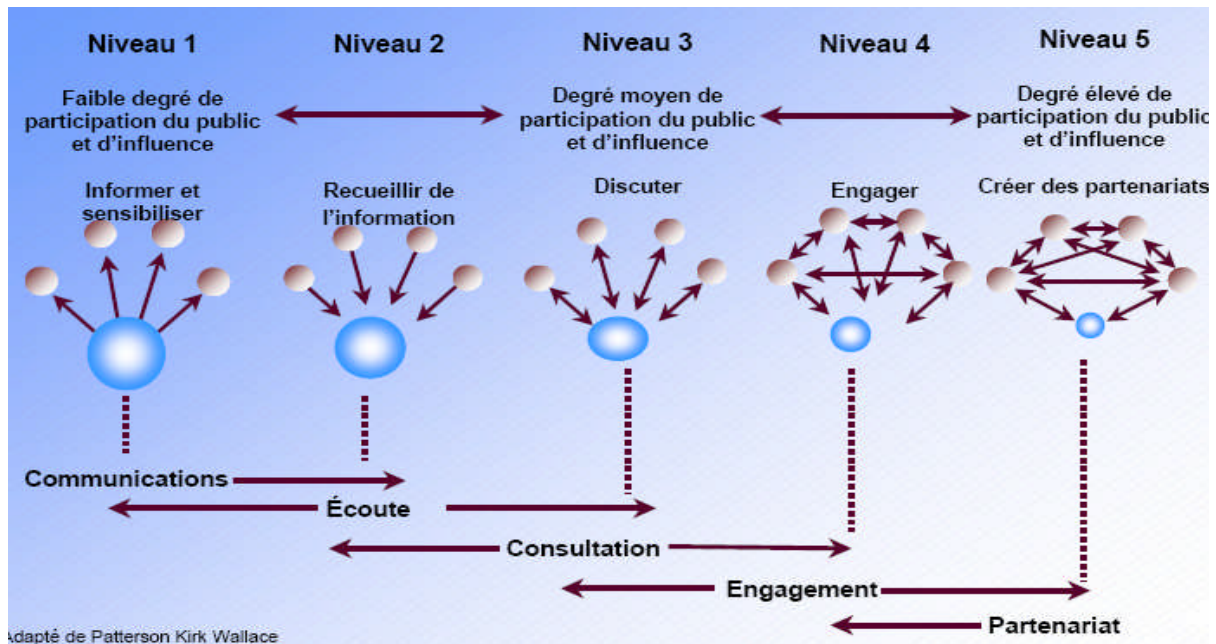 Niveau 1
Niveau 2
Niveau 3
Niveau 4
Niveau 5
Faible degré de
participation du public
et d'influence
Degré moyen de
participation du public
et d'influence
Degré élevé de
participation du public
et d'influence
Informer et
sensibiliser
Recueillir de
l'information
Discuter
Engager
Créer des partenariats
Communications
Écoute
Consultation
Engagement
Partenariat
Adapté de Patterson Kirk Wallace